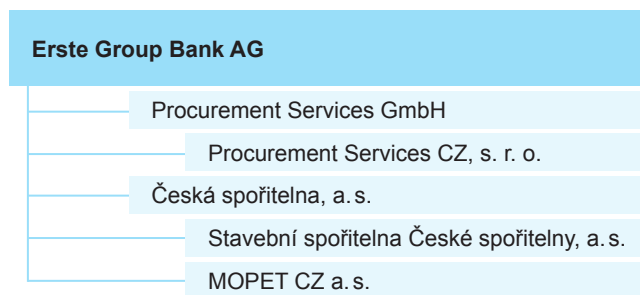 Erste Group Bank AG
Procurement Services GmbH
Procurement Services CZ, s. r. o.
Česká spořitelna, a. s.
Stavební spořitelna České spořitelny, a. s.
MOPET CZ a. s.